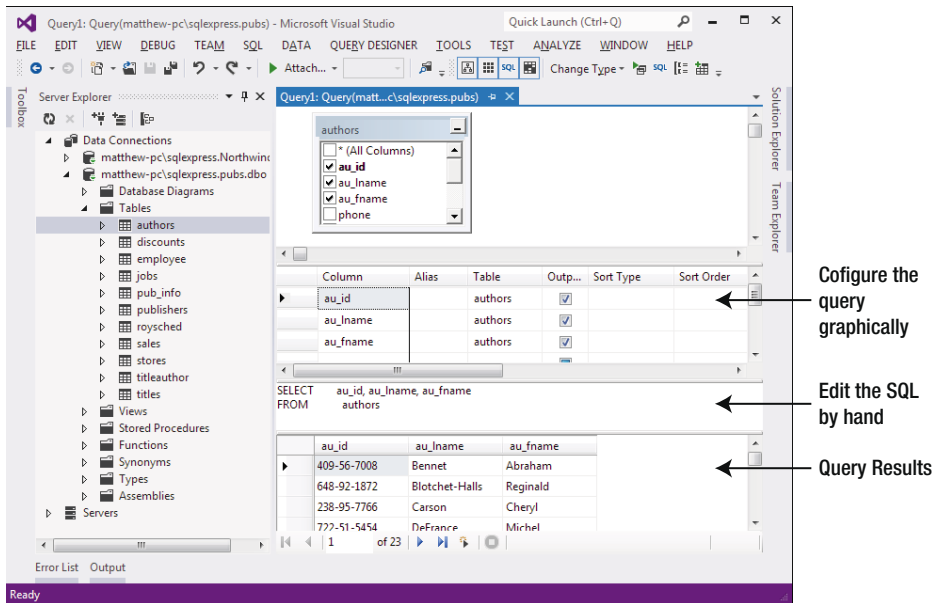 Query1: Query(matthew-pc\sqlexpress.pubs) - Microsoft Visual Studio
Quick Launch (Ctrl+Q)
FILE EDIT VIEW DEBUG TEAM SQL DATA QUERY DESIGNER TOOLS TEST ANALYZE WINDOW HELP
Attach... SQL Change Type SQL
Toolbox
Server Explorer
Data Connections
matthew-pc\sqlexpress.Northwind
matthew-pc\sqlexpress.pubs.dbo
Database Diagrams
Tables
authors
discounts
employee
jobs
pub_info
publishers
roysched
sales
stores
titleauthor
titles
Views
Stored Procedures
Functions
Synonyms
Types
Assemblies
Servers
Query1: Query(matt...c\sqlexpress.pubs)
authors
* (All Columns)
au_id
au_lname
au_fname
phone
Column Alias Table Outp... Sort Type Sort Order
au_id authors
au_lname authors
au_fname authors
SELECT au_id, au_lname, au_fname
FROM authors
au_id au_lname au_fname
409-56-7008 Bennet Abraham
648-92-1872 Blotchet-Halls Reginald
238-95-7766 Carson Cheryl
722-51-5454 DeFrance Michel
1 of 23
Solution Explorer
Team Explorer
Error List Output
Ready
Cofigure the
query
graphically
Edit the SQL
by hand
Query Results